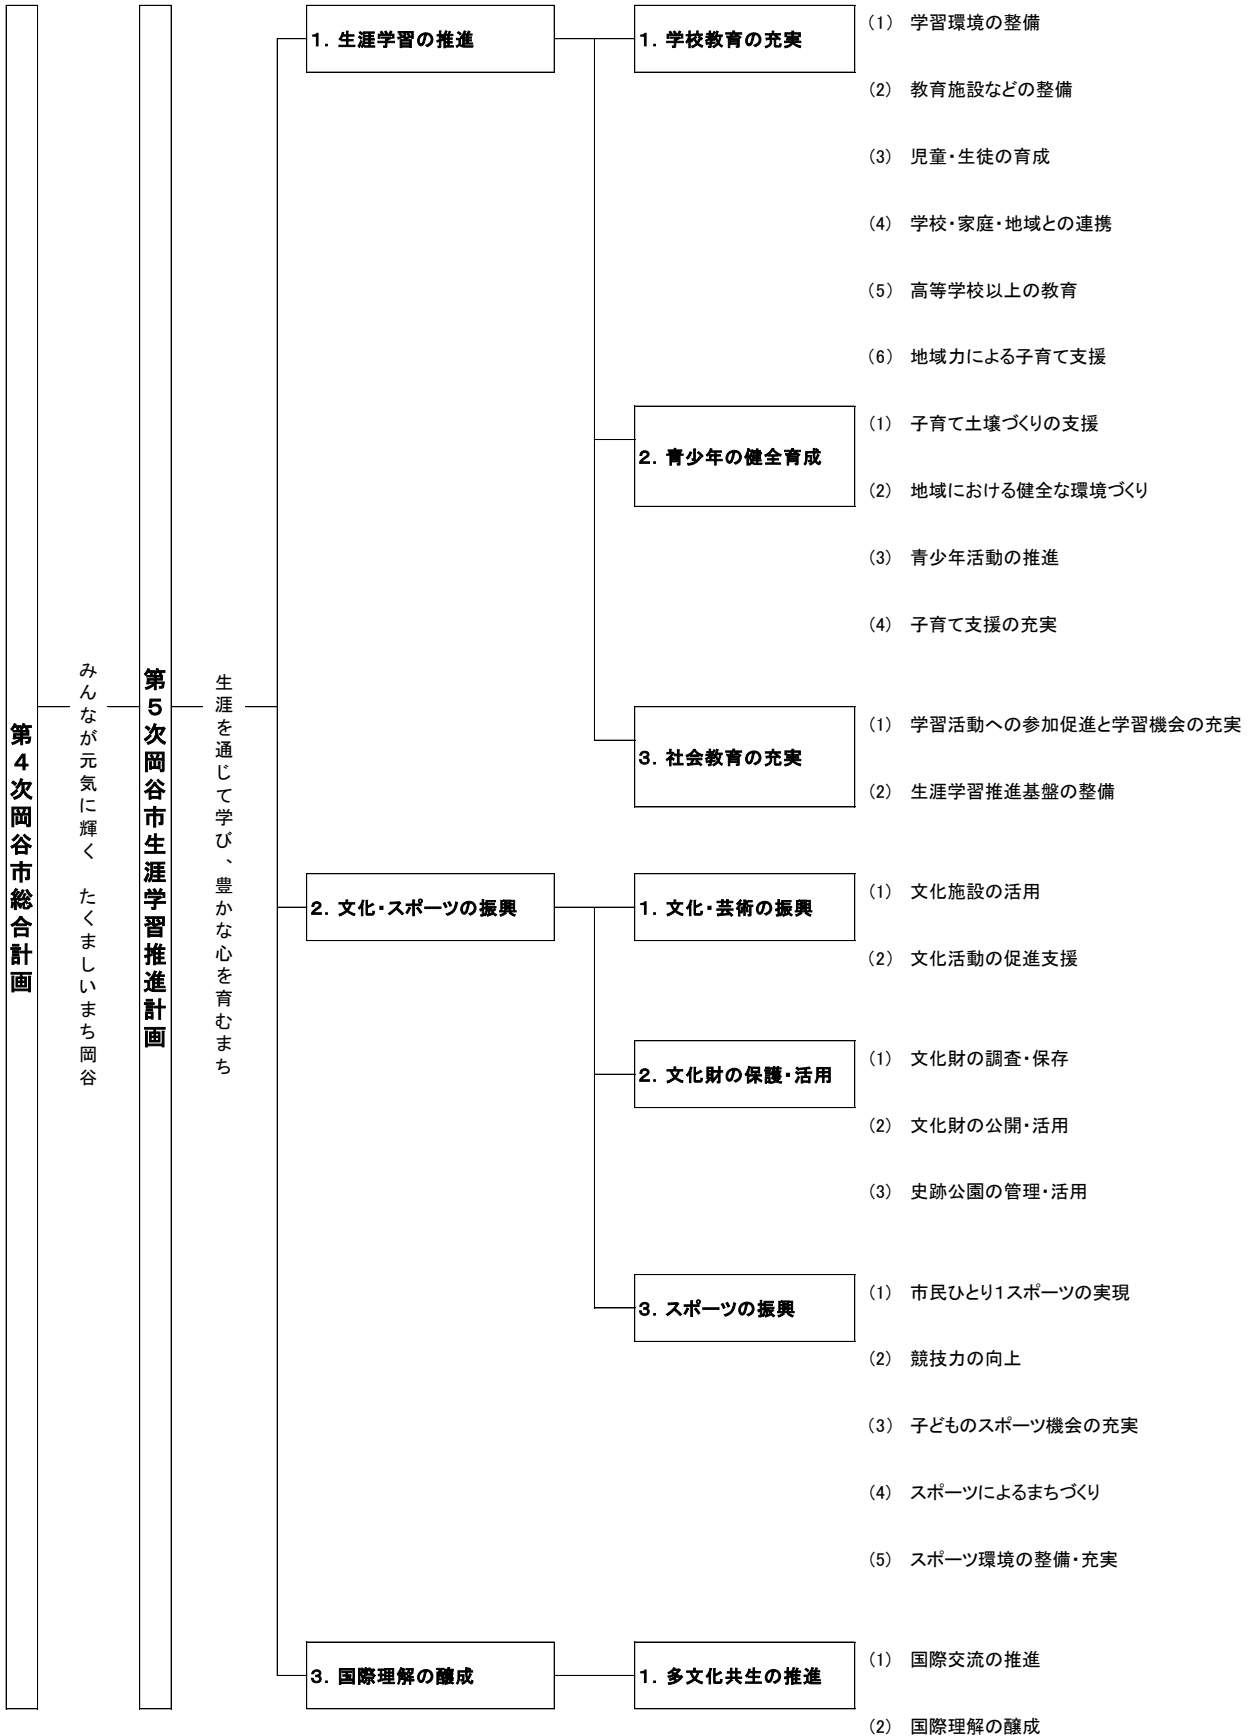 第４次岡谷市総合計画
みんなが元気に輝く　たくましいまち岡谷
第５次岡谷市生涯学習推進計画
生涯を通じて学び、豊かな心を育むまち
1. 生涯学習の推進
1. 学校教育の充実
(1)　学習環境の整備
(2)　教育施設などの整備
(3)　児童・生徒の育成
(4)　学校・家庭・地域との連携
(5)　高等学校以上の教育
(6)　地域力による子育て支援
2. 青少年の健全育成
(1)　子育て土壌づくりの支援
(2)　地域における健全な環境づくり
(3)　青少年活動の推進
(4)　子育て支援の充実
3. 社会教育の充実
(1)　学習活動への参加促進と学習機会の充実
(2)　生涯学習推進基盤の整備
2. 文化・スポーツの振興
1. 文化・芸術の振興
(1)　文化施設の活用
(2)　文化活動の促進支援
2. 文化財の保護・活用
(1)　文化財の調査・保存
(2)　文化財の公開・活用
(3)　史跡公園の管理・活用
3. スポーツの振興
(1)　市民ひとり1スポーツの実現
(2)　競技力の向上
(3)　子どものスポーツ機会の充実
(4)　スポーツによるまちづくり
(5)　スポーツ環境の整備・充実
3. 国際理解の醸成
1. 多文化共生の推進
(1)　国際交流の推進
(2)　国際理解の醸成